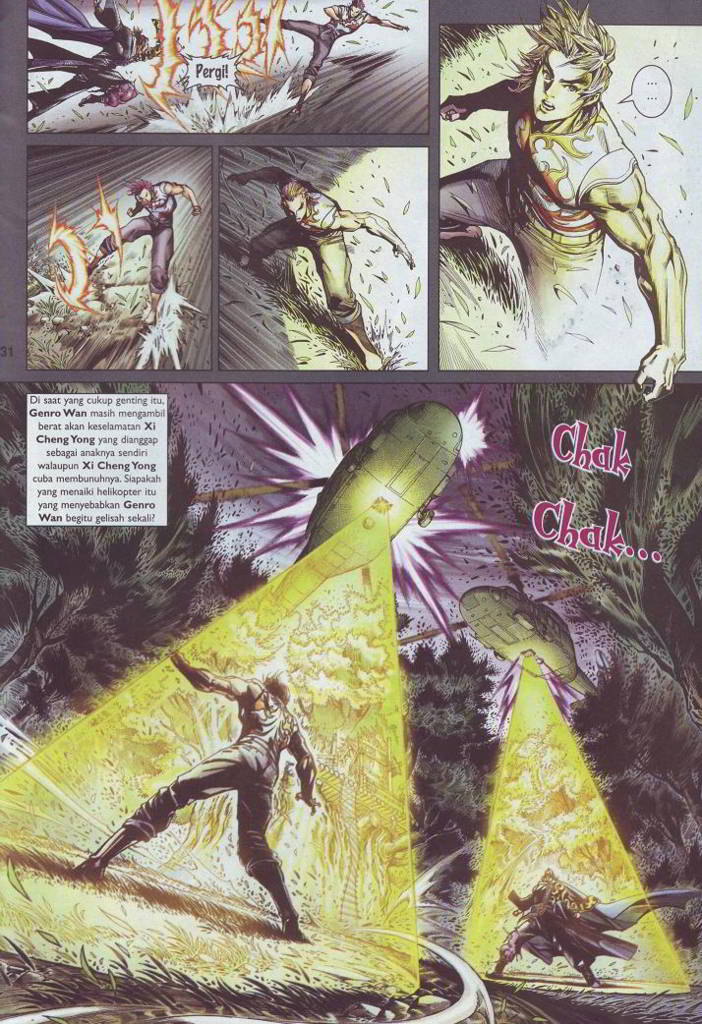 Pergi!
...
...
31
Di saat yang cukup genting itu,
Genro Wan masih mengambil
berat akan keselamatan Xi
Cheng Yong yang dianggap
sebagai anaknya sendiri
walaupun Xi Cheng Yong
cuba membunuhnya. Siapakah
yang menaiki helikopter itu
yang menyebabkan Genro
Wan begitu gelisah sekali?
Chak
Chak...